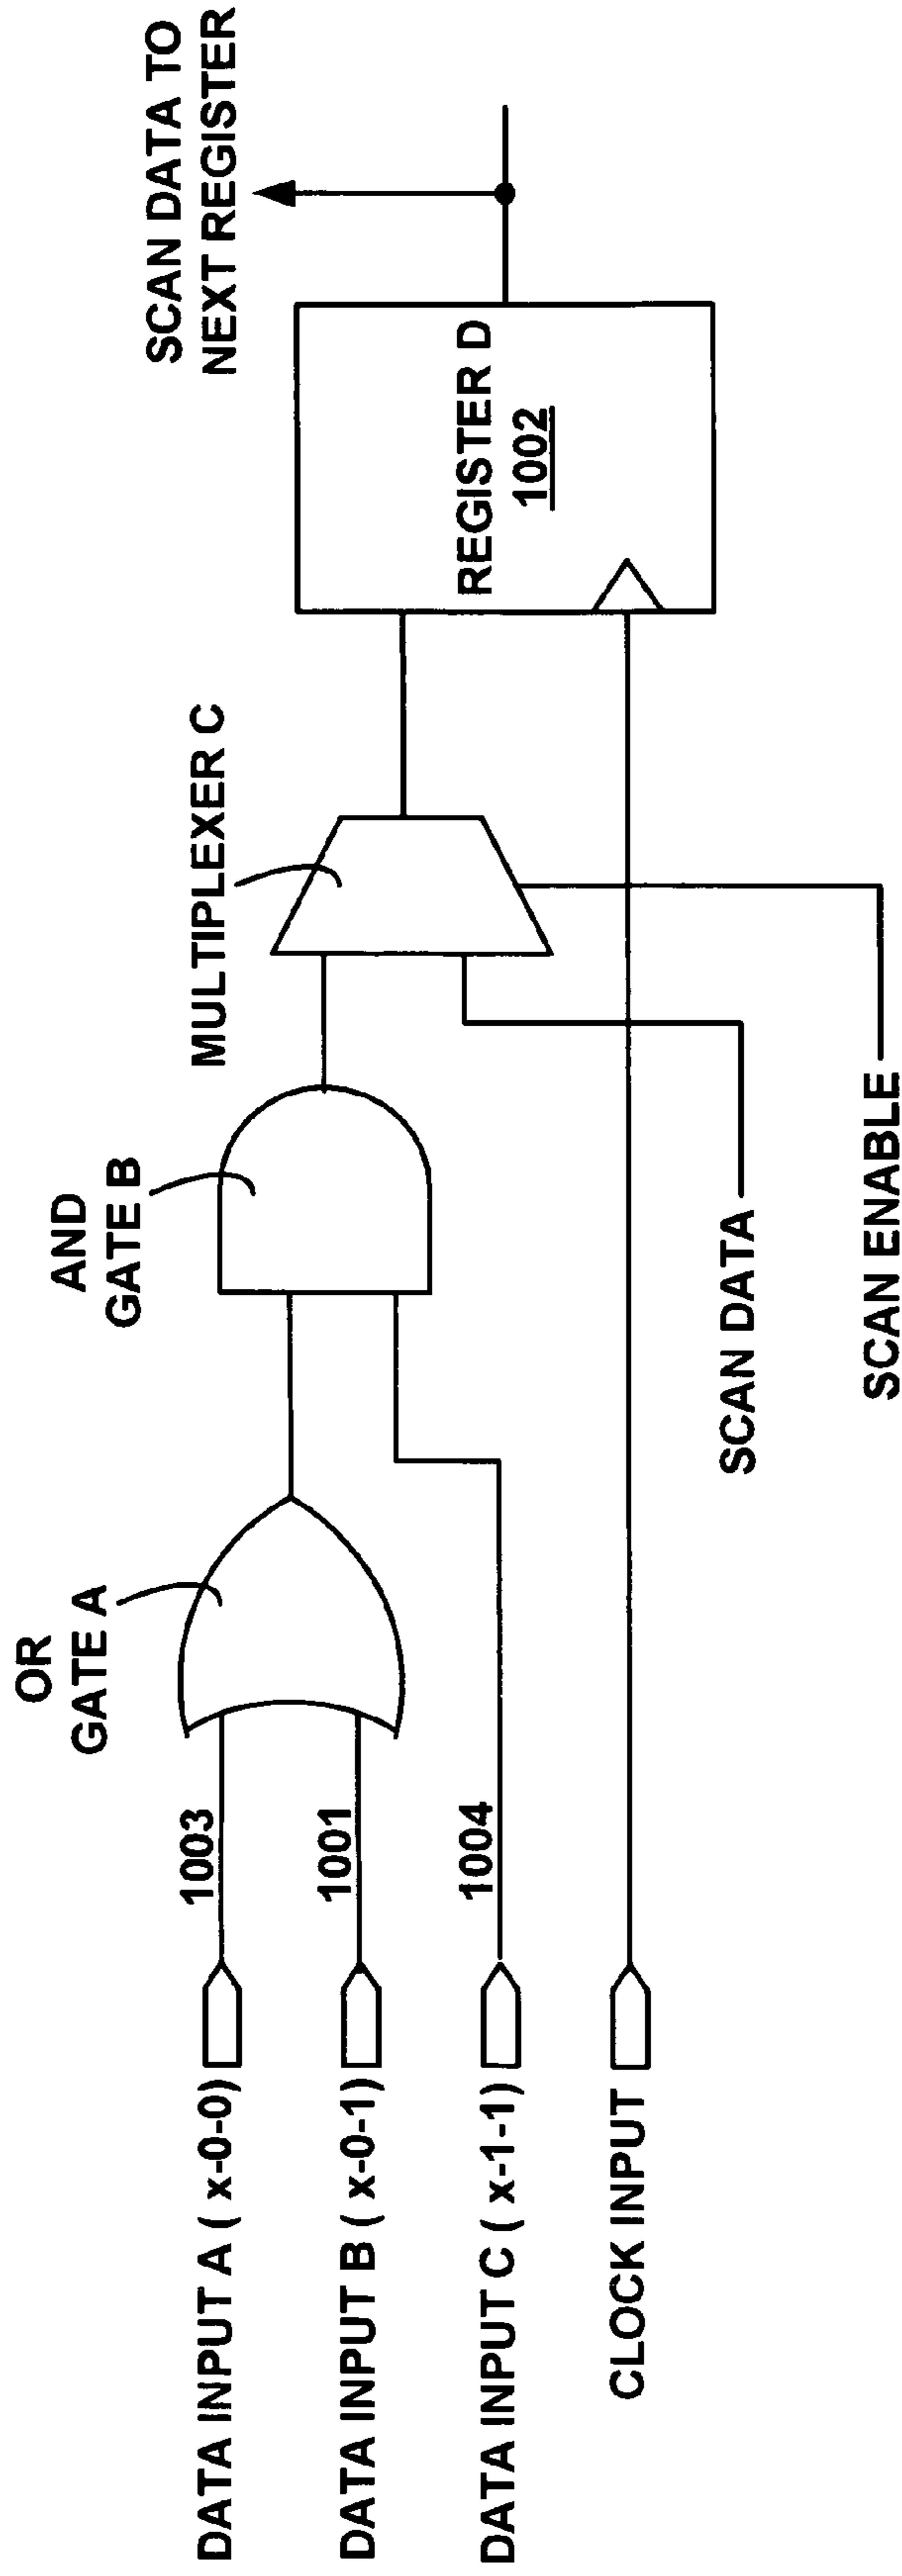 SCAN DATA TO
NEXT REGISTER
MULTIPLEXER C
AND
GATE B
OR
GATE A
REGISTER D
1002
1003
1001
1004
DATA INPUT A ( x-0-0)
DATA INPUT B ( x-0-1)
DATA INPUT C ( x-1-1)
CLOCK INPUT
SCAN DATA
SCAN ENABLE